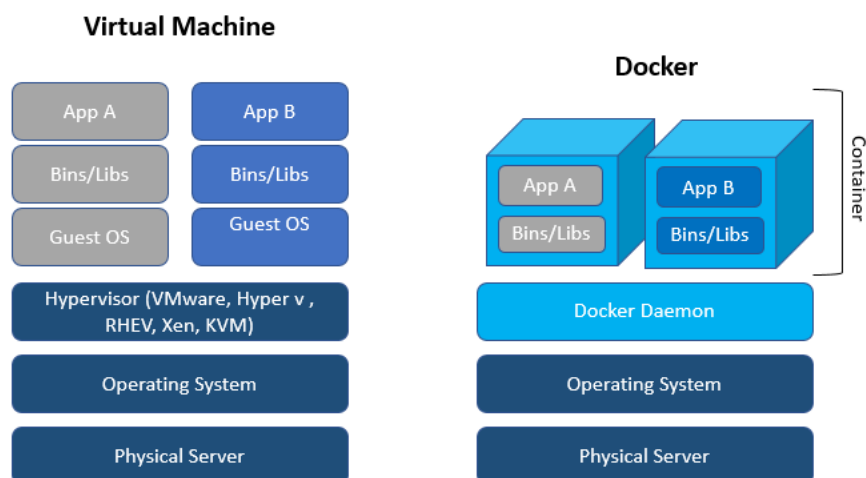 Virtual Machine
App A
App B
Bins/Libs
Bins/Libs
Guest OS
Guest OS
Hypervisor (VMware, Hyper v ,
RHEV, Xen, KVM)
Operating System
Physical Server
Docker
App A
Bins/Libs
App B
Bins/Libs
Container
Docker Daemon
Operating System
Physical Server